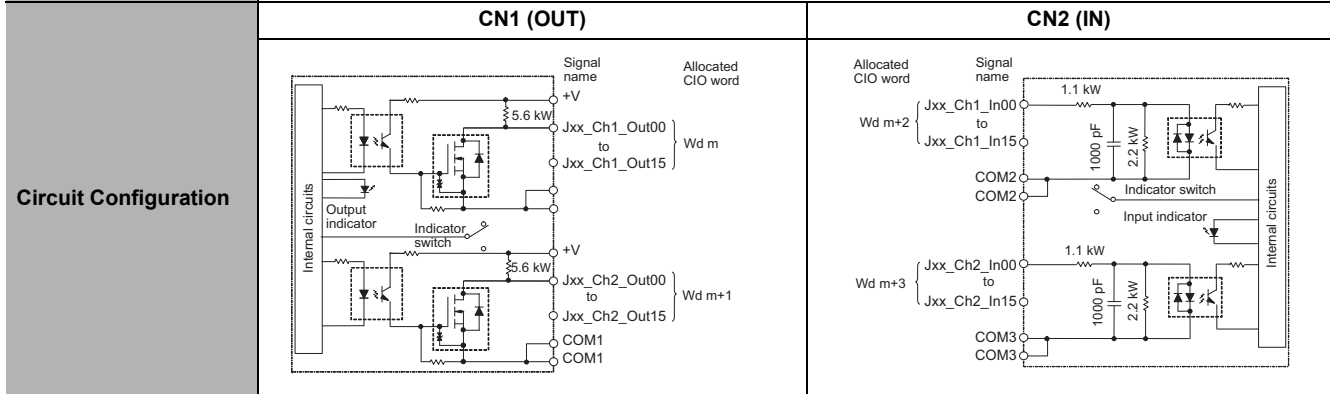 CN1 (OUT)
CN2 (IN)
Circuit Configuration
Signal
name
Allocated
CIO word
+V
5.6 kW
Jxx_Ch1_Out00
to
Jxx_Ch1_Out15
Wd m
Internal circuits
Output
indicator
Indicator
switch
+V
5.6 kW
Jxx_Ch2_Out00
to
Jxx_Ch2_Out15
Wd m+1
COM1
COM1
Allocated
CIO word
Signal
name
1.1 kW
Wd m+2
Jxx_Ch1_In00
to
Jxx_Ch1_In15
1000 pF
2.2 kW
COM2
COM2
Indicator switch
Input indicator
Internal circuits
1.1 kW
Wd m+3
Jxx_Ch2_In00
to
Jxx_Ch2_In15
1000 pF
2.2 kW
COM3
COM3